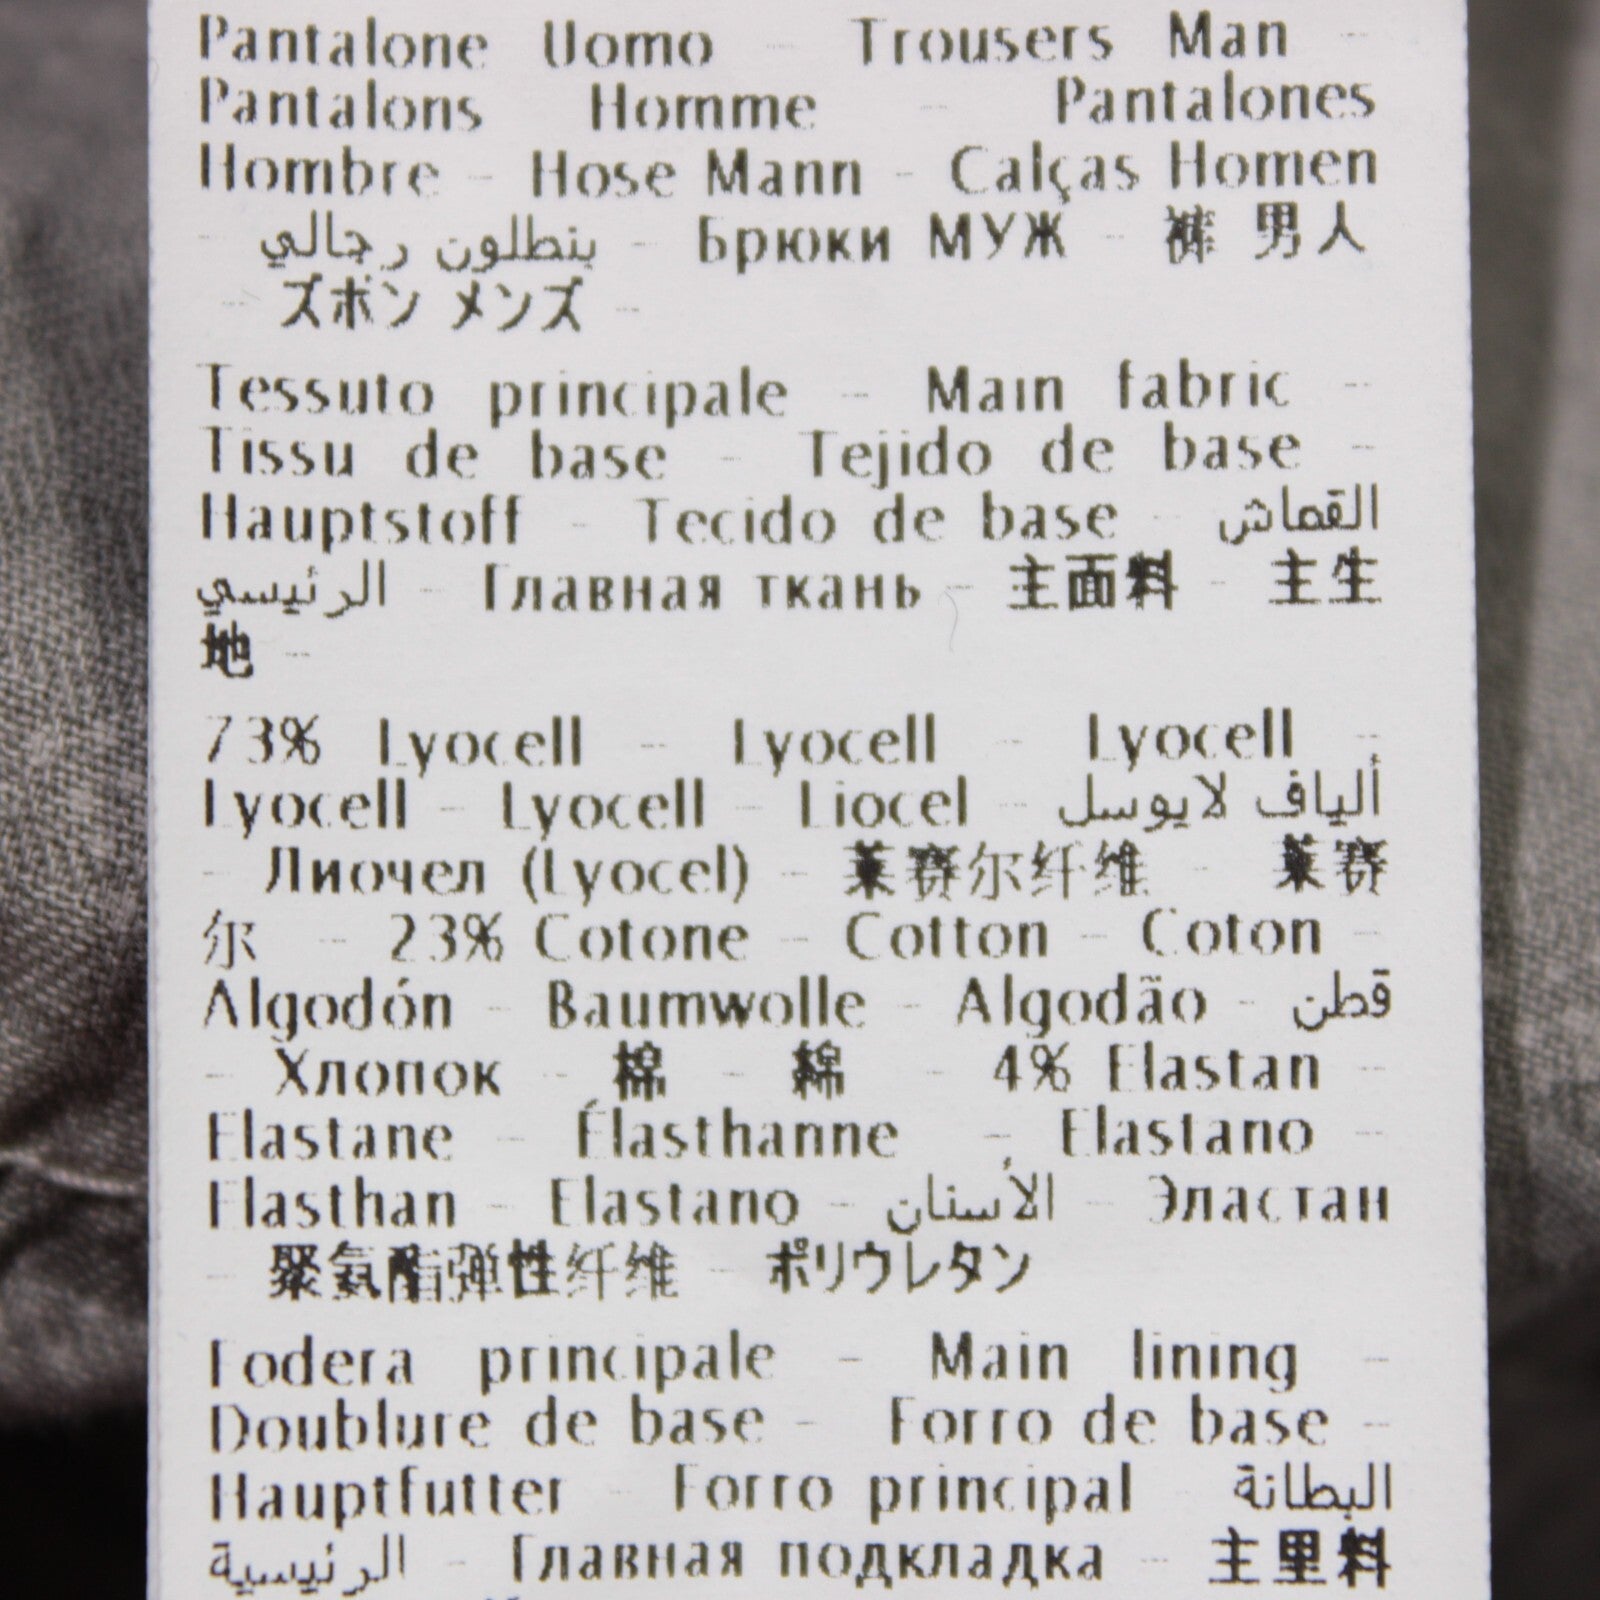 Pantalone Uomo - Trousers Man -
Pantalons Homme - Pantalones
Hombre - Hose Mann - Calças Homen
- بنطلون رجالي - Брюки МУЖ - 裤 男人
- ズボン メンズ -
Tessuto principale - Main fabric -
Tissu de base - Tejido de base -
Hauptstoff - Tecido de base - القماش
الرئيسي - Главная ткань - 主面料 - 主生
地 -
73% Lyocell - Lyocell - Lyocell -
Lyocell - Lyocell - Liocel - ألياف لايوسل
- Лиочел (Lyocel) - 莱赛尔纤维 - 莱赛
尔 - 23% Cotone - Cotton - Coton -
Algodón - Baumwolle - Algodão - قطن
- Хлопок - 棉 - 綿 - 4% Elastan -
Elastane - Élasthanne - Elastano -
Elasthan - Elastano - الأسنان - Эластан
- 聚氨酯弹性纤维 - ポリウレタン
Fodera principale - Main lining -
Doublure de base - Forro de base -
Hauptfutter - Forro principal - البطانة
الرئيسية - Главная подкладка - 主里料